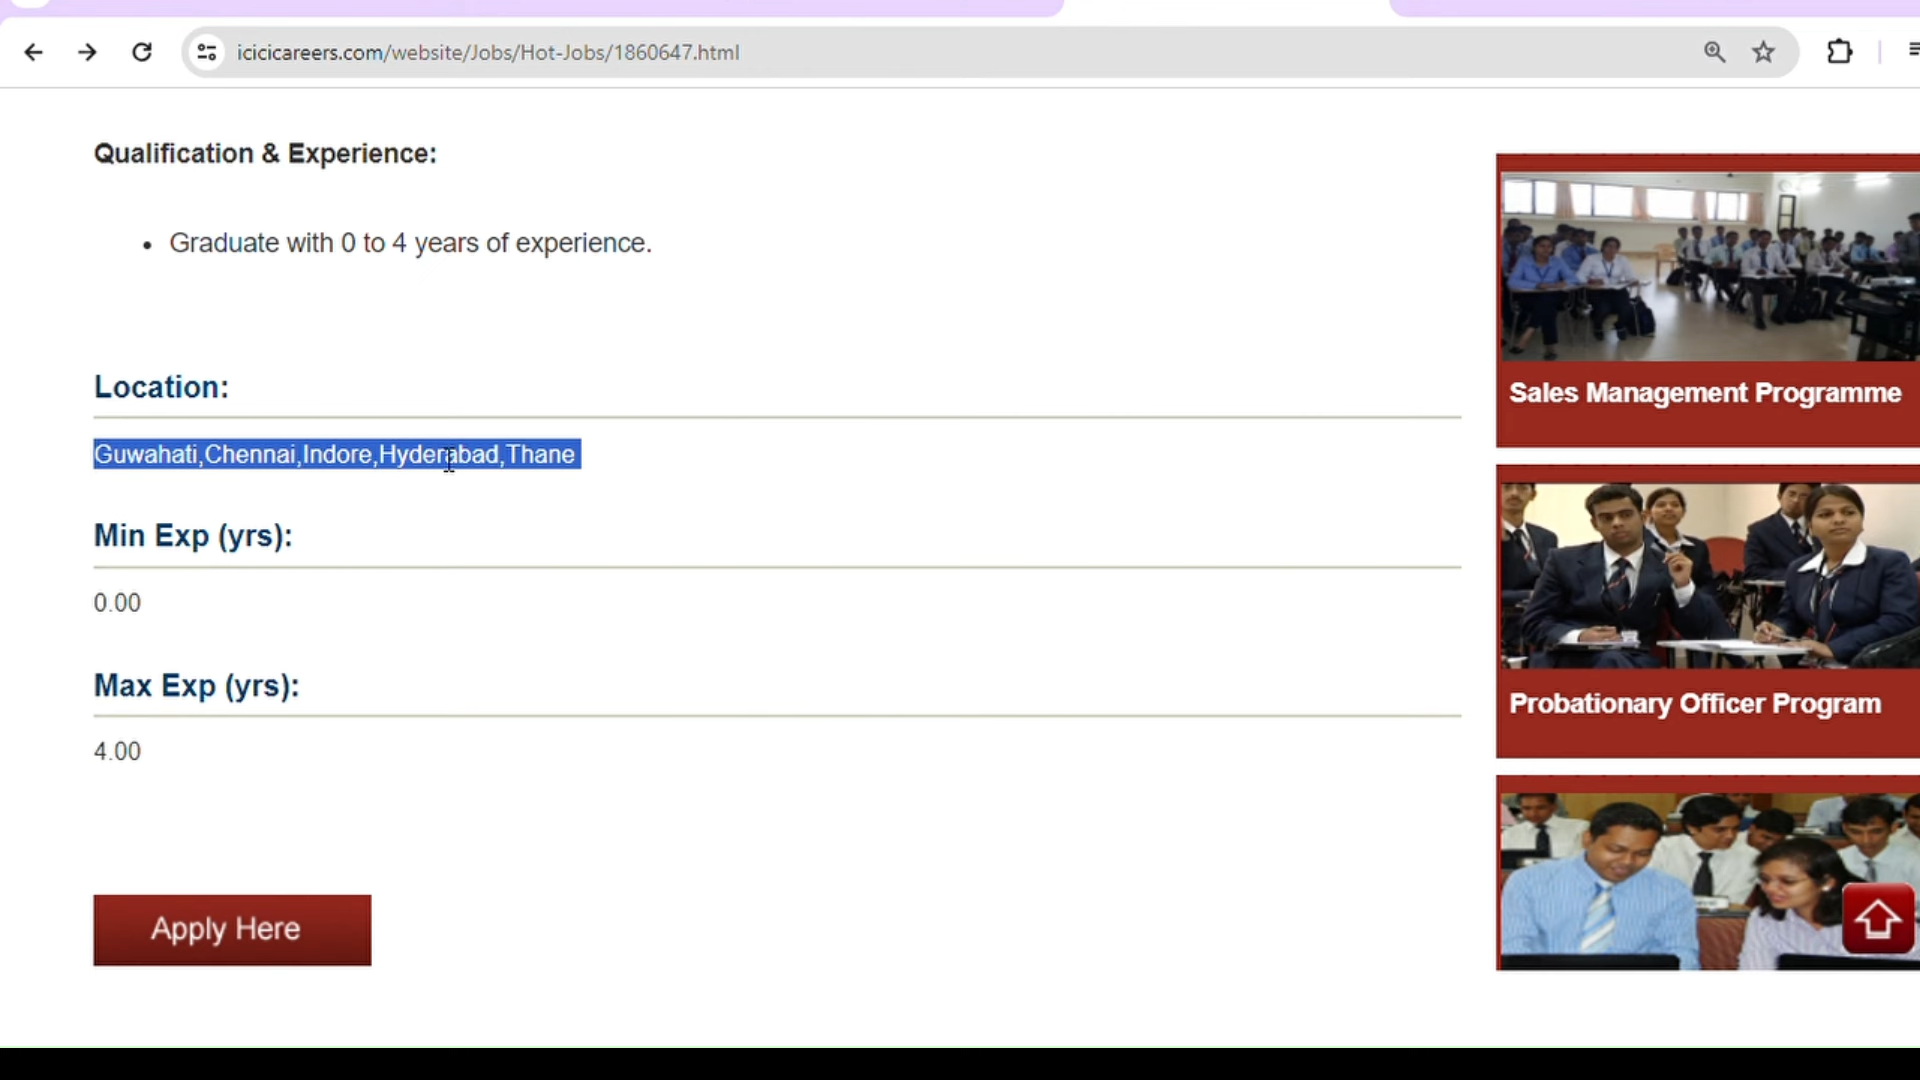 icicicareers.com/website/Jobs/Hot-Jobs/1860647.html
Qualification & Experience:
• Graduate with 0 to 4 years of experience.
Location:
Guwahati,Chennai,Indore,Hyderabad,Thane
Min Exp (yrs):
0.00
Max Exp (yrs):
4.00
Apply Here
Sales Management Programme
Probationary Officer Program